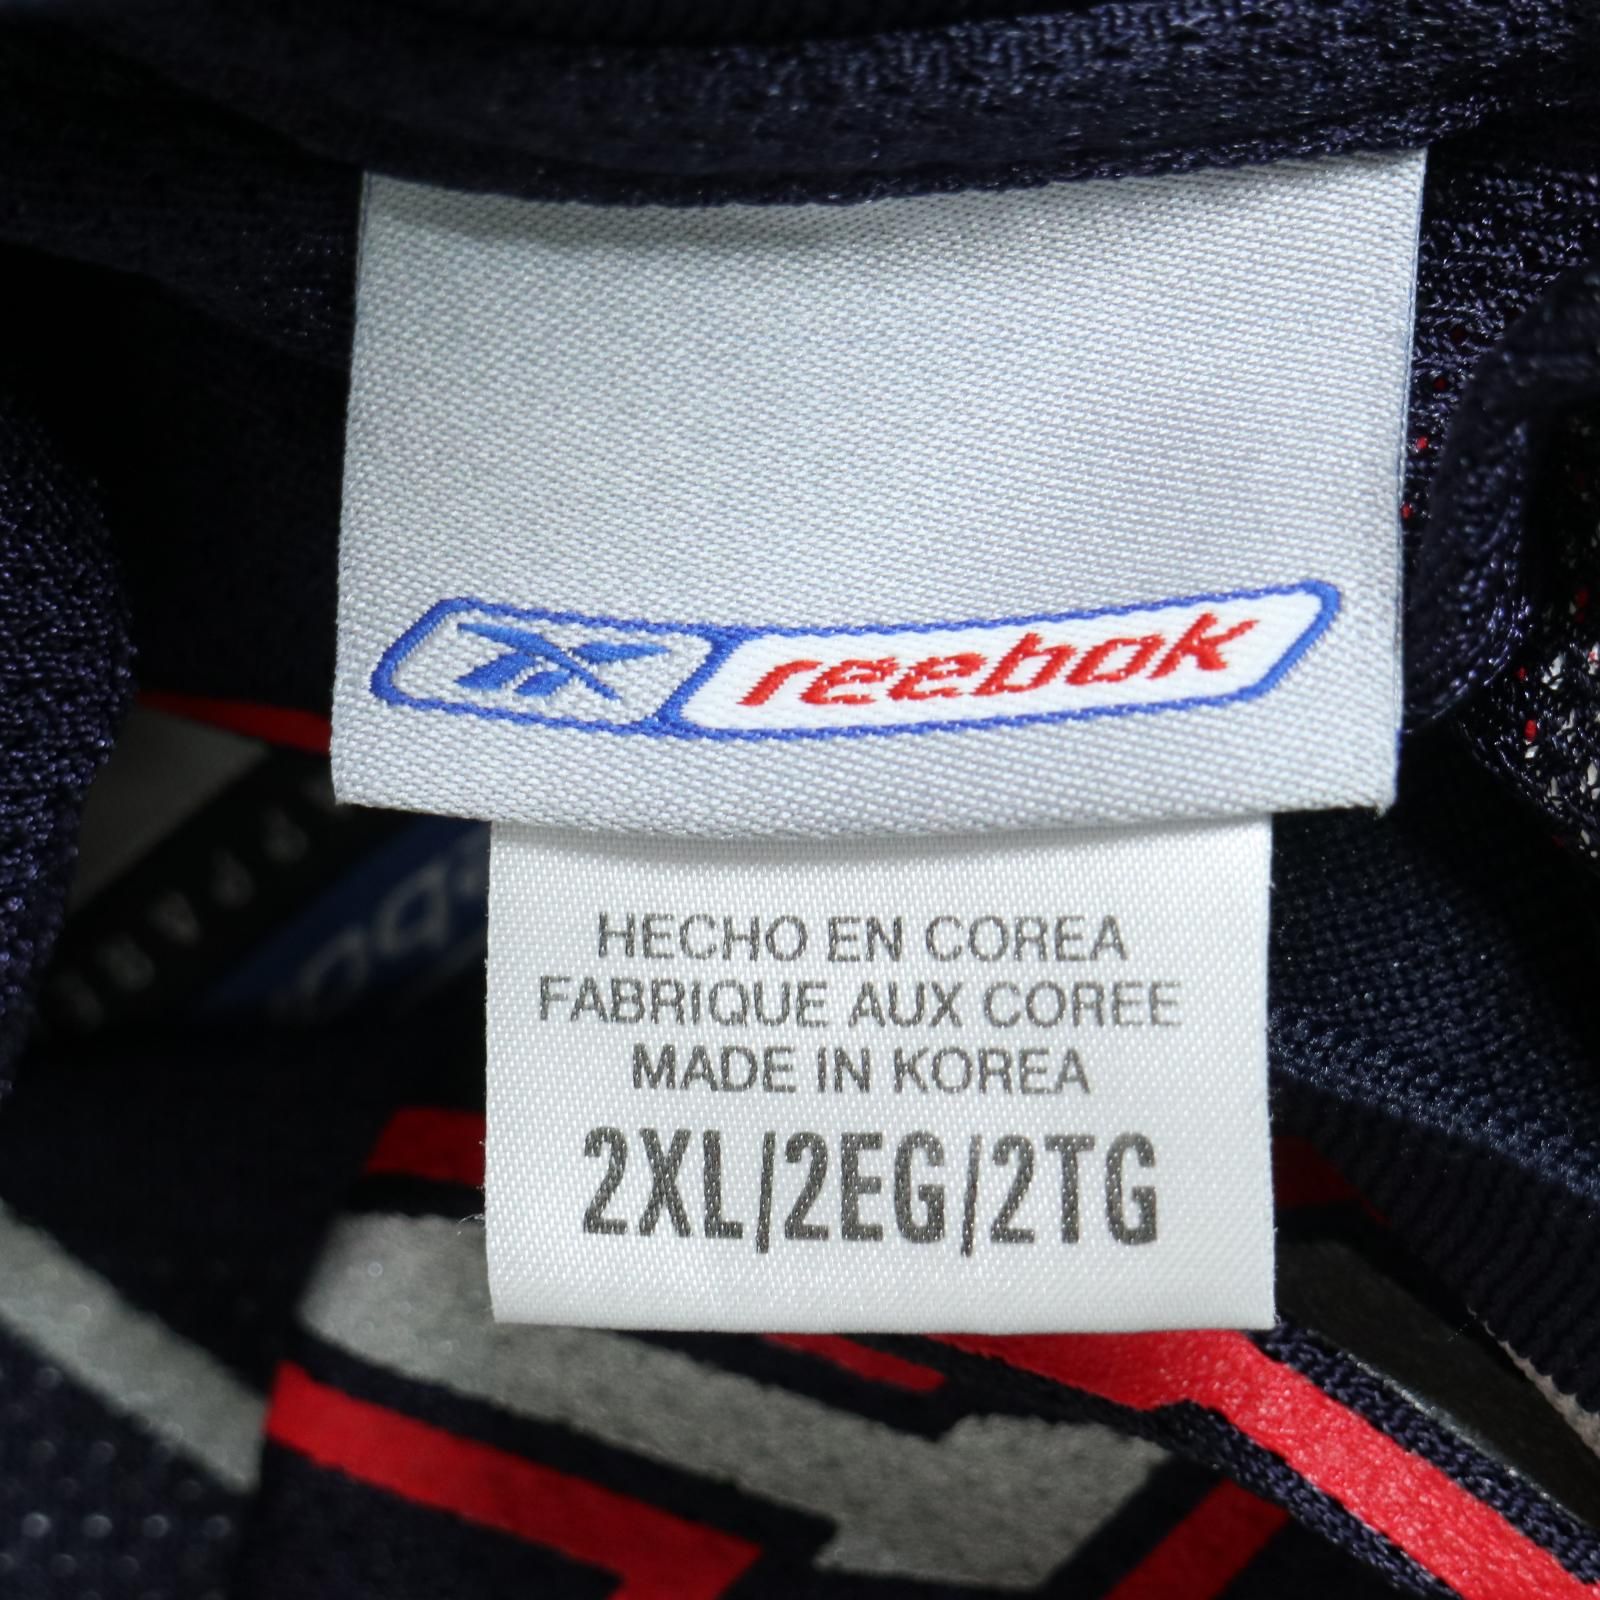 reebok
HECHO EN COREA
FABRIQUE AUX COREE
MADE IN KOREA
2XL/2EG/2TG